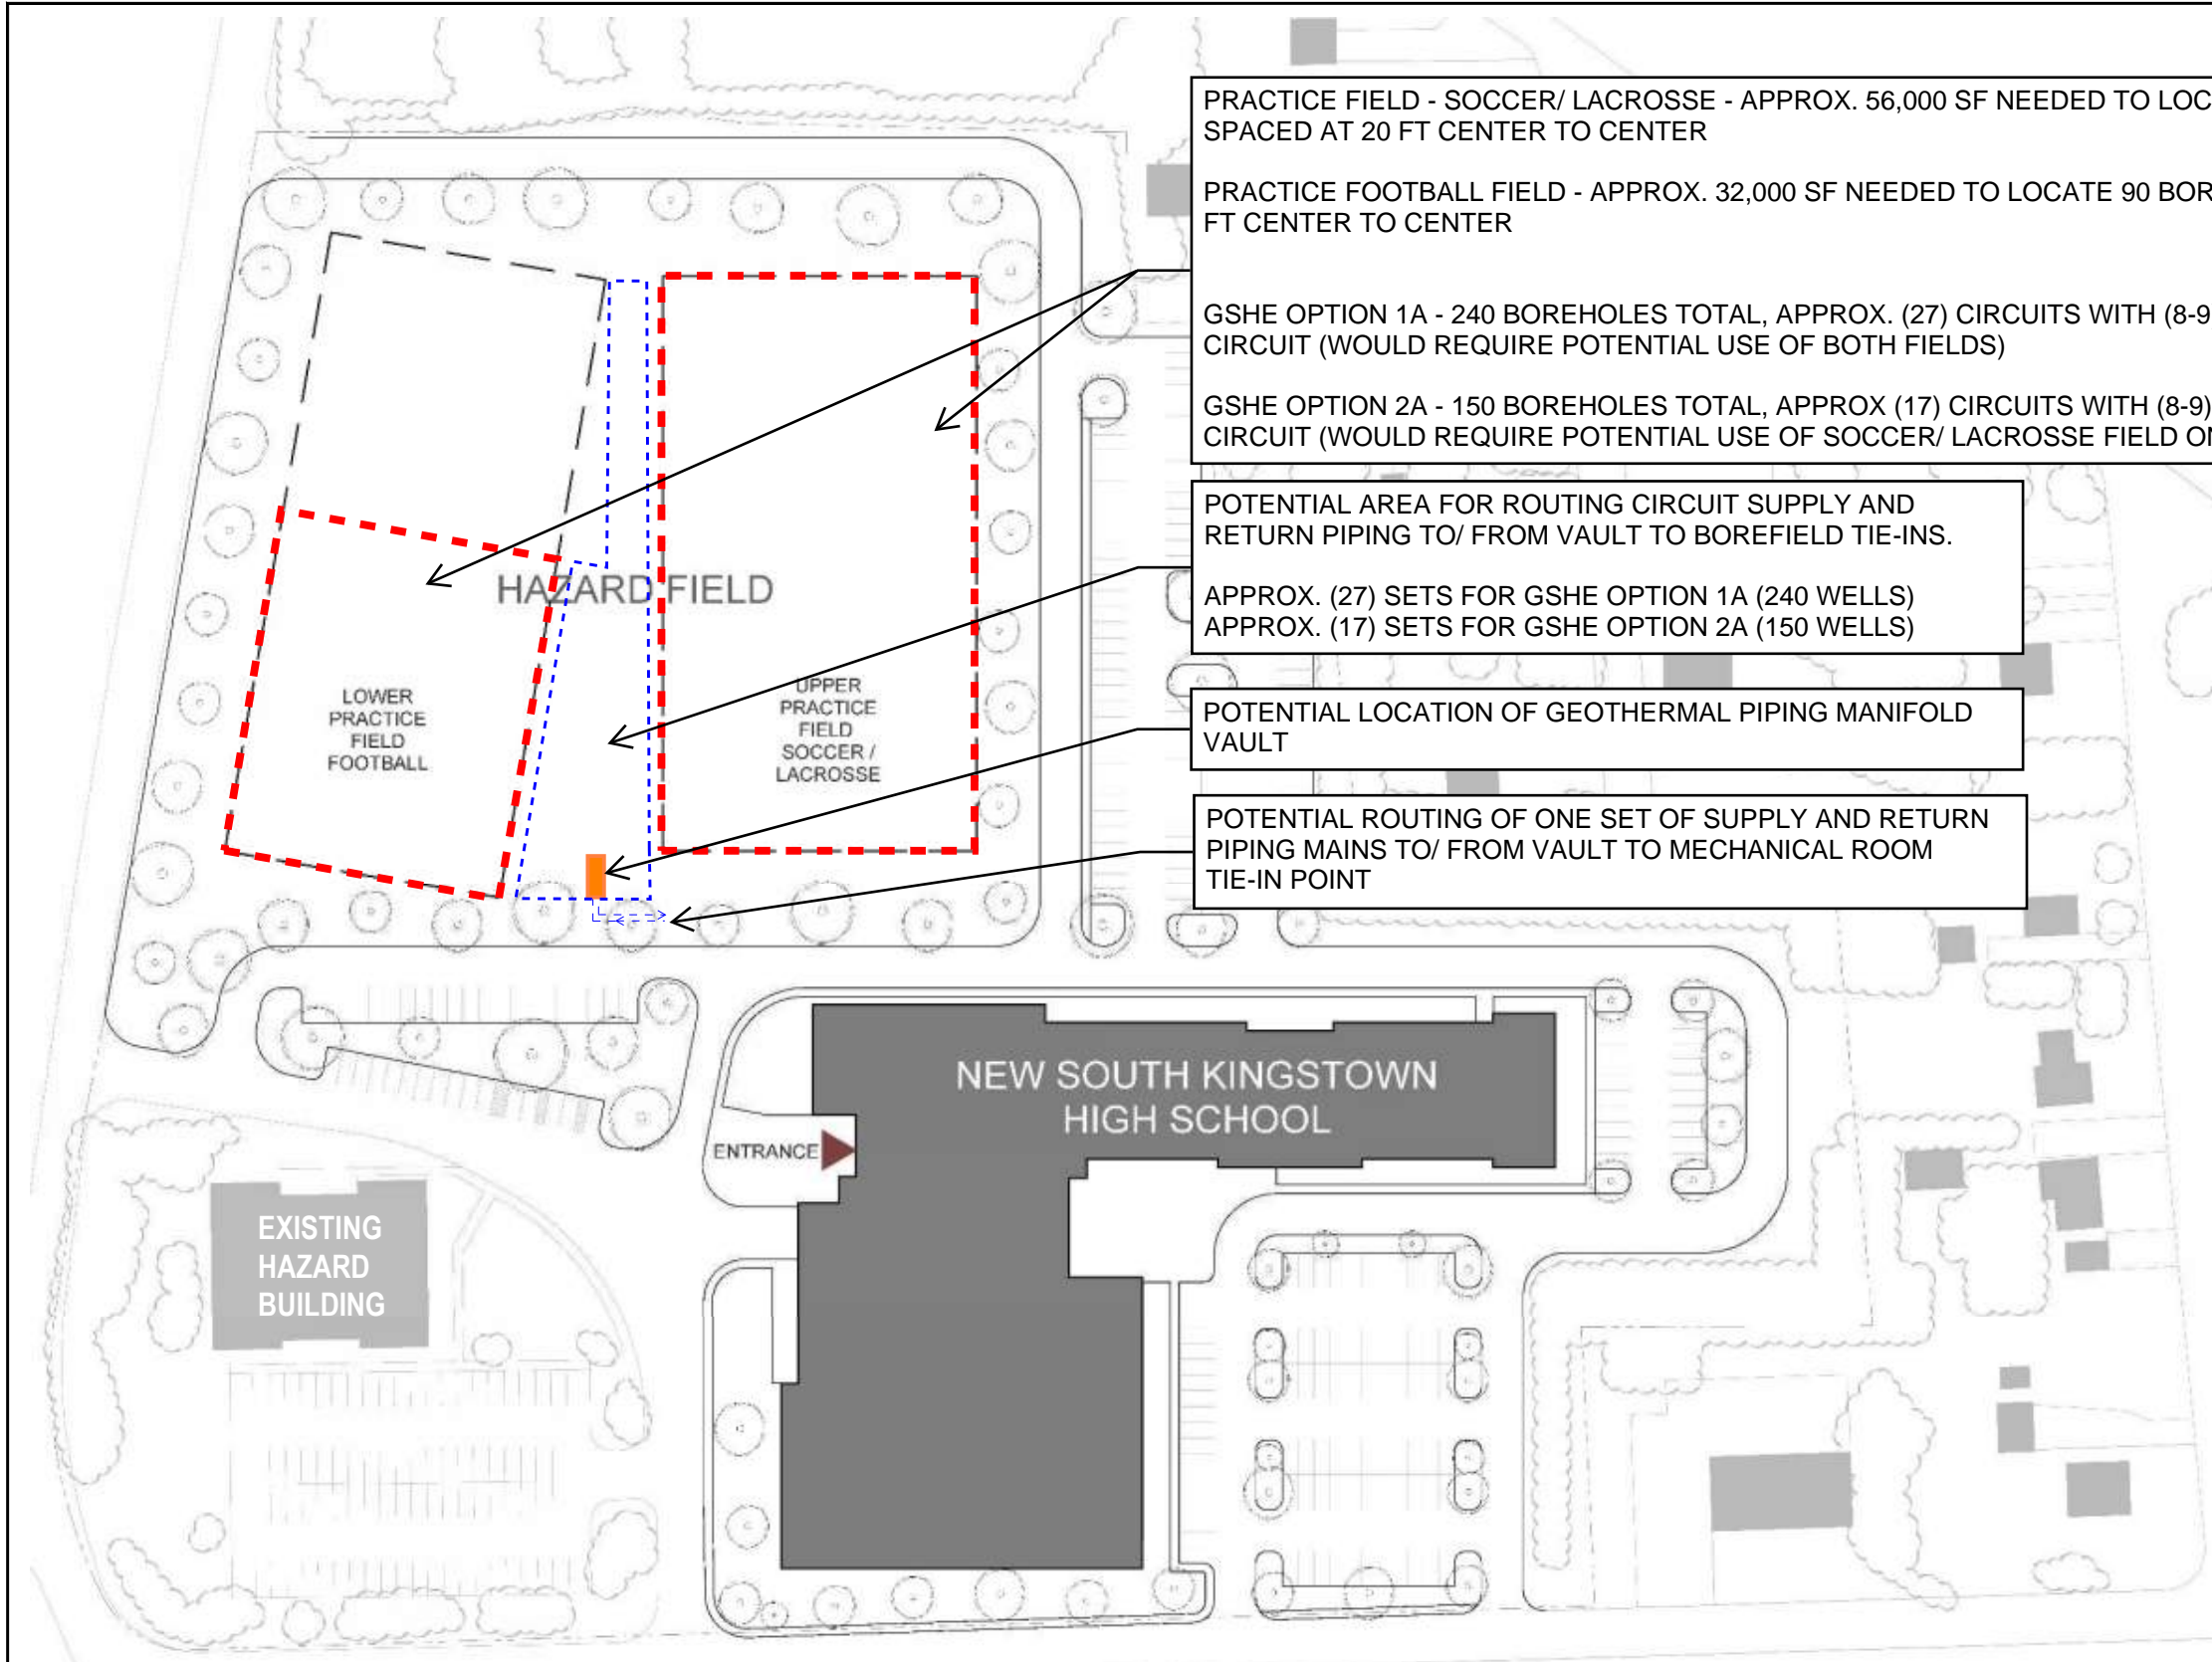 PRACTICE FIELD - SOCCER/ LACROSSE - APPROX. 56,000 SF NEEDED TO LOC
SPACED AT 20 FT CENTER TO CENTER
PRACTICE FOOTBALL FIELD - APPROX. 32,000 SF NEEDED TO LOCATE 90 BOR
FT CENTER TO CENTER
GSHE OPTION 1A - 240 BOREHOLES TOTAL, APPROX. (27) CIRCUITS WITH (8-9
CIRCUIT (WOULD REQUIRE POTENTIAL USE OF BOTH FIELDS)
GSHE OPTION 2A - 150 BOREHOLES TOTAL, APPROX (17) CIRCUITS WITH (8-9)
CIRCUIT (WOULD REQUIRE POTENTIAL USE OF SOCCER/ LACROSSE FIELD ON
POTENTIAL AREA FOR ROUTING CIRCUIT SUPPLY AND
RETURN PIPING TO/ FROM VAULT TO BOREFIELD TIE-INS.
APPROX. (27) SETS FOR GSHE OPTION 1A (240 WELLS)
APPROX. (17) SETS FOR GSHE OPTION 2A (150 WELLS)
POTENTIAL LOCATION OF GEOTHERMAL PIPING MANIFOLD
VAULT
POTENTIAL ROUTING OF ONE SET OF SUPPLY AND RETURN
PIPING MAINS TO/ FROM VAULT TO MECHANICAL ROOM
TIE-IN POINT
HAZARD FIELD
LOWER
PRACTICE
FIELD
FOOTBALL
UPPER
PRACTICE
FIELD
SOCCER /
LACROSSE
NEW SOUTH KINGSTOWN
HIGH SCHOOL
ENTRANCE
EXISTING
HAZARD
BUILDING